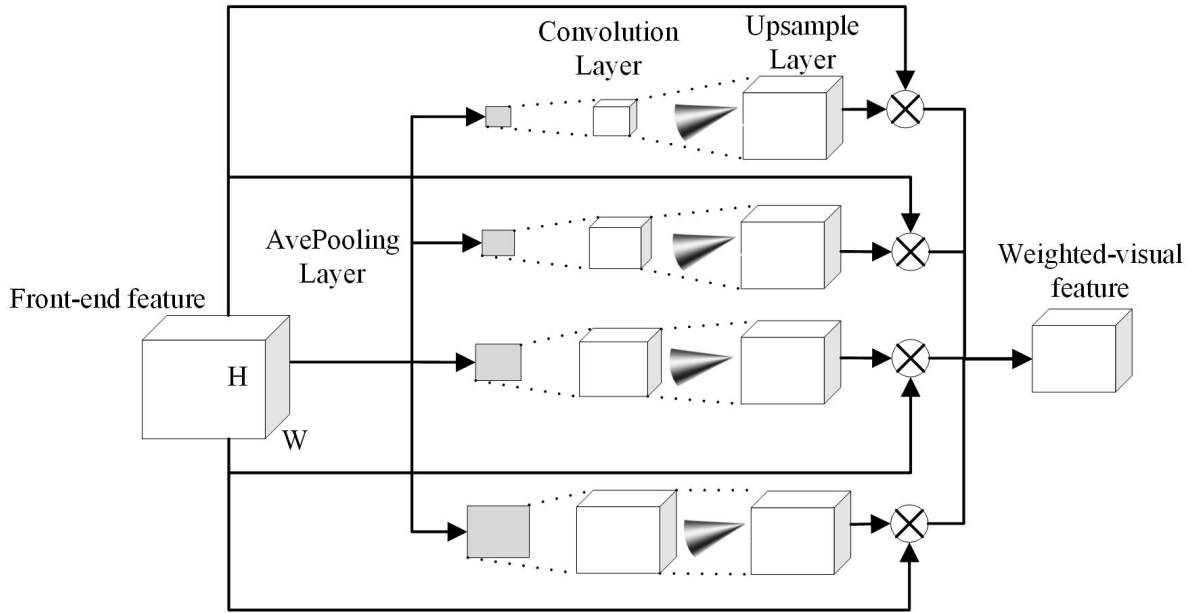 Convolution
Layer
Upsample
Layer
AvePooling
Layer
Front-end feature
H
W
Weighted-visual
feature